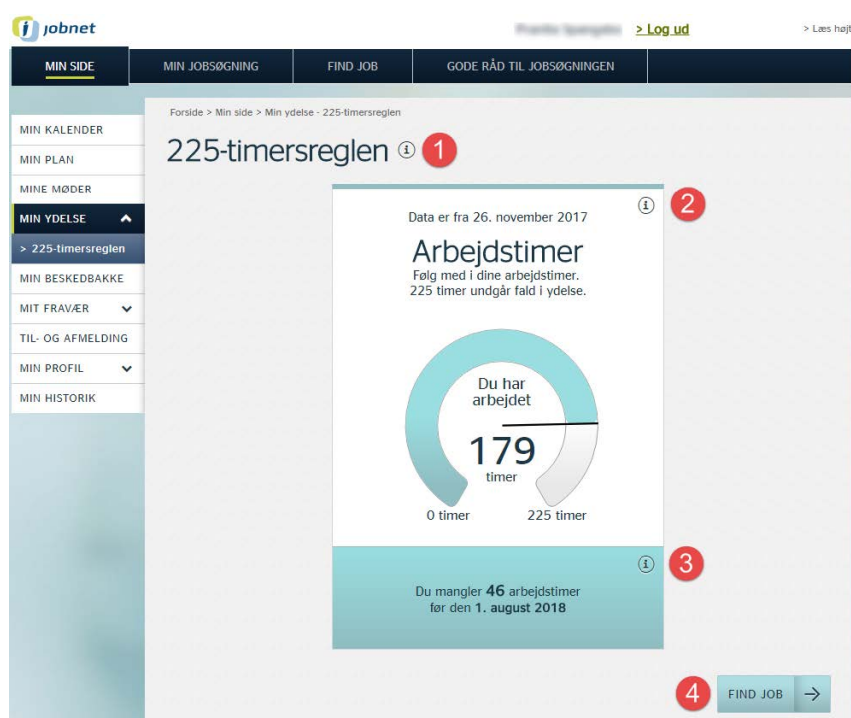 jobnet
> Log ud
> Læs højt
MIN SIDE
MIN JOBSØGNING
FIND JOB
GODE RÅD TIL JOBSØGNINGEN
Forside > Min side > Min ydelse - 225-timersreglen
MIN KALENDER
MIN PLAN
MINE MØDER
MIN YDELSE
> 225-timersreglen
MIN BESKEDBAKKE
MIT FRAVÆR
TIL- OG AFMELDING
MIN PROFIL
MIN HISTORIK
225-timersreglen
1
2
Data er fra 26. november 2017
Arbejdstimer
Følg med i dine arbejdstimer.
225 timer undgår fald i ydelse.
Du har
arbejdet
179
timer
0 timer
225 timer
3
Du mangler 46 arbejdstimer
før den 1. august 2018
4
FIND JOB